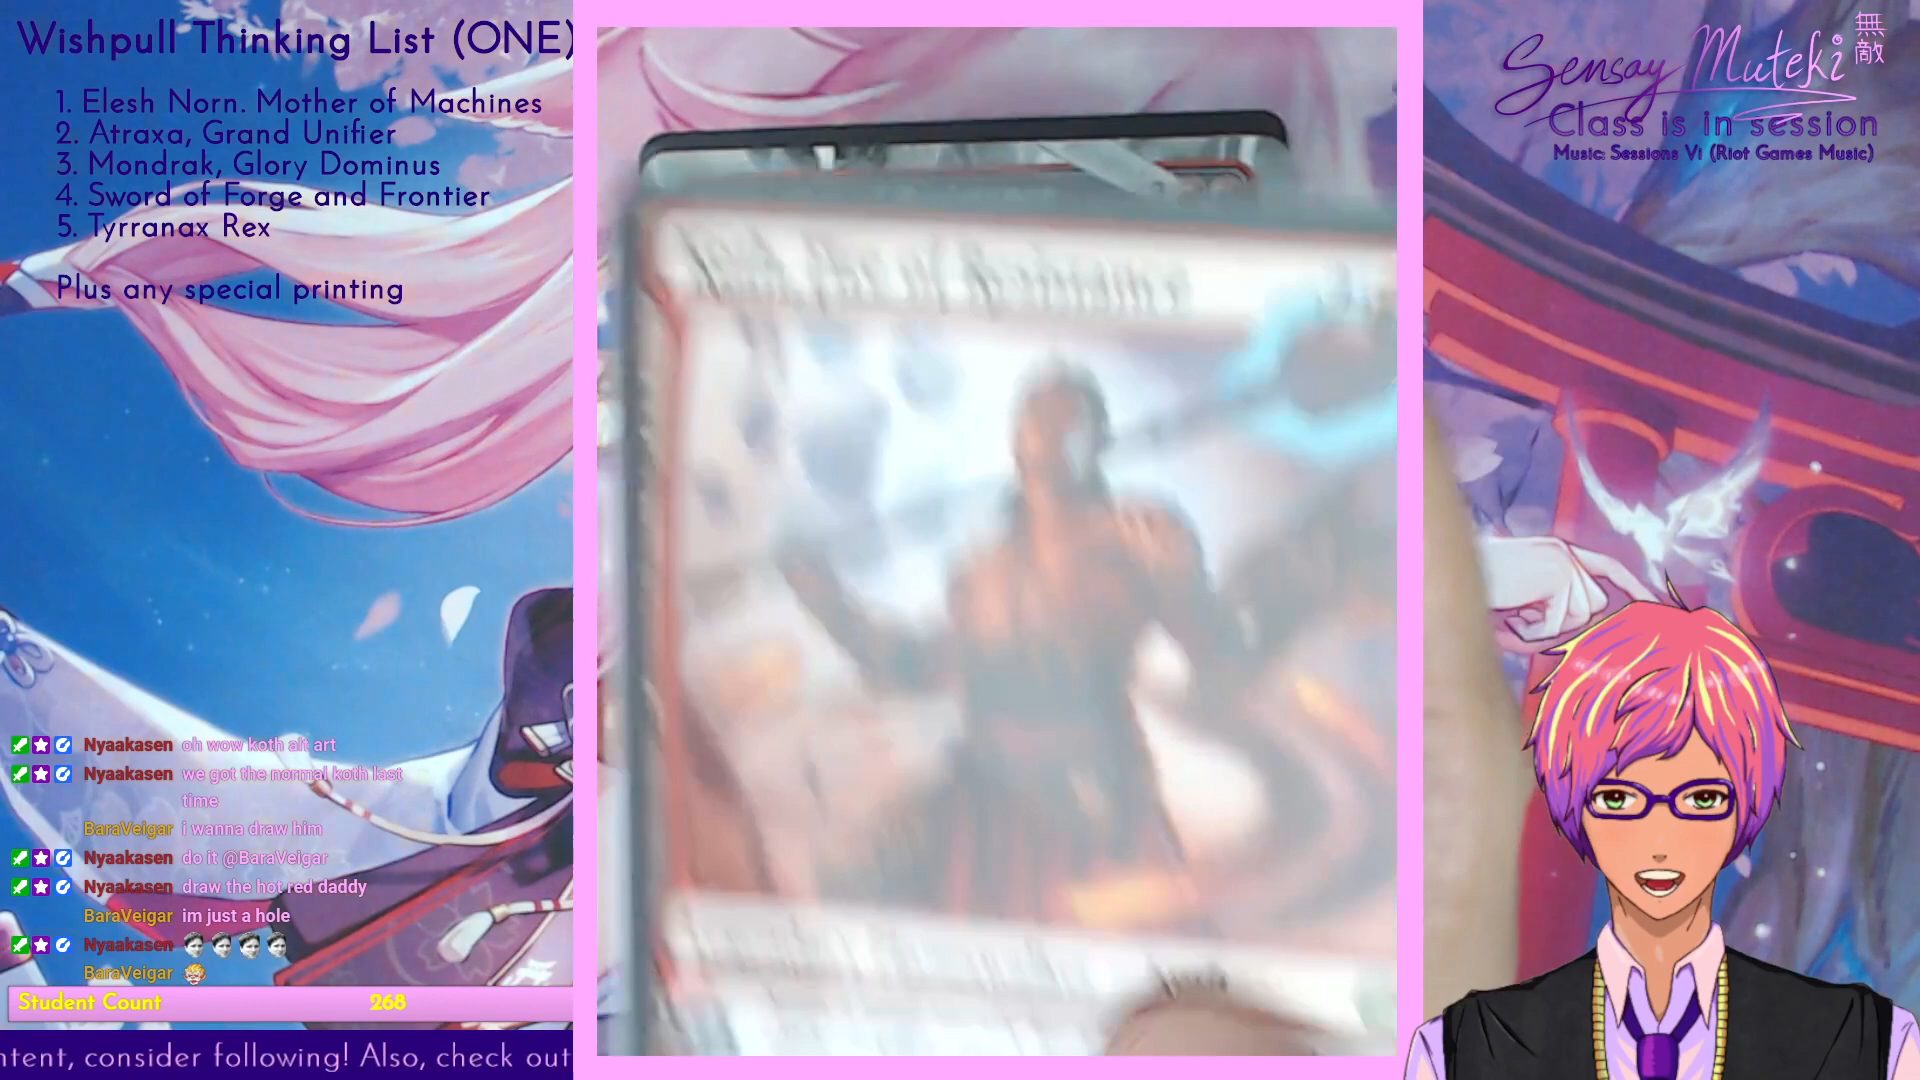 Wishpull Thinking List (ONE)
1. Elesh Norn. Mother of Machines
2. Atraxa, Grand Unifier
3. Mondrak, Glory Dominus
4. Sword of Forge and Frontier
5. Tyrranax Rex
Plus any special printing
Sensay Muteki
無敵
Class is in session
Music: Sessions Vi (Riot Games Music)
Nyaakasen oh wow koth alt art
Nyaakasen we got the normal koth last
time
BaraVeigar i wanna draw him
Nyaakasen do it @BaraVeigar
Nyaakasen draw the hot red daddy
BaraVeigar im just a hole
Nyaakasen
BaraVeigar
Student Count 268
ntent, consider following! Also, check out